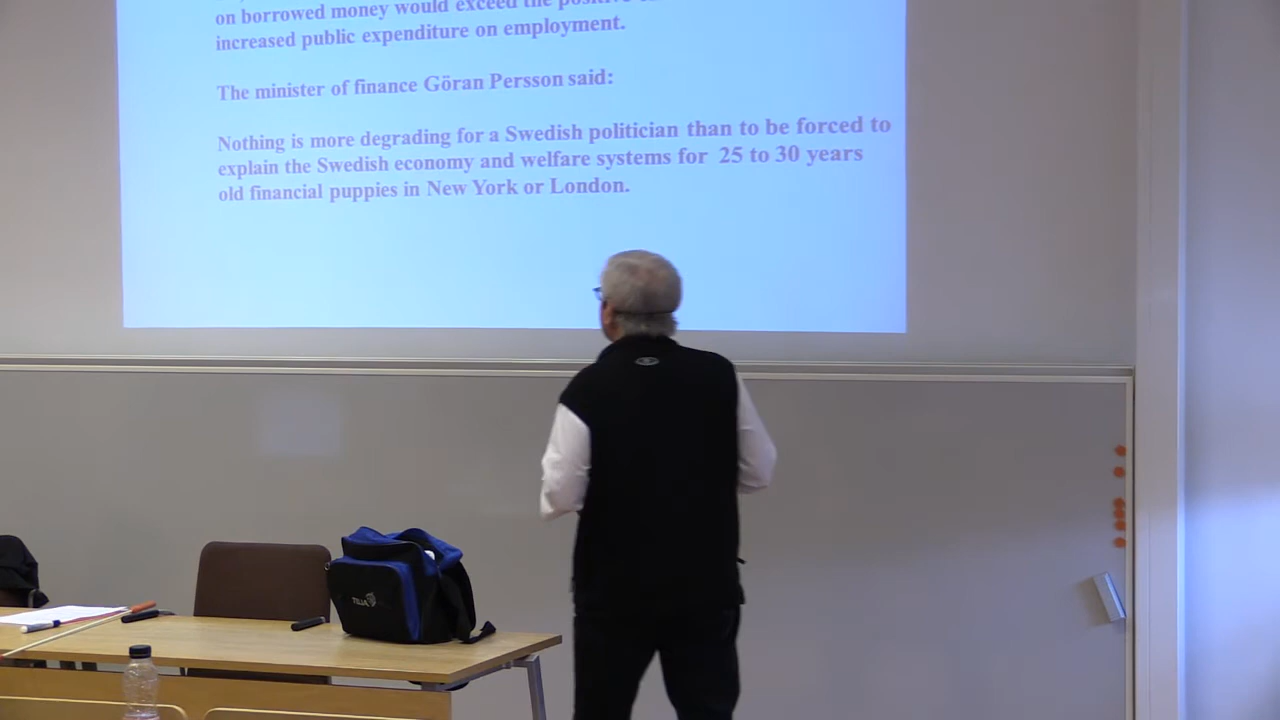 on borrowed money would exceed the positive
increased public expenditure on employment.
The minister of finance Göran Persson said:
Nothing is more degrading for a Swedish politician than to be forced to
explain the Swedish economy and welfare systems for 25 to 30 years
old financial puppies in New York or London.